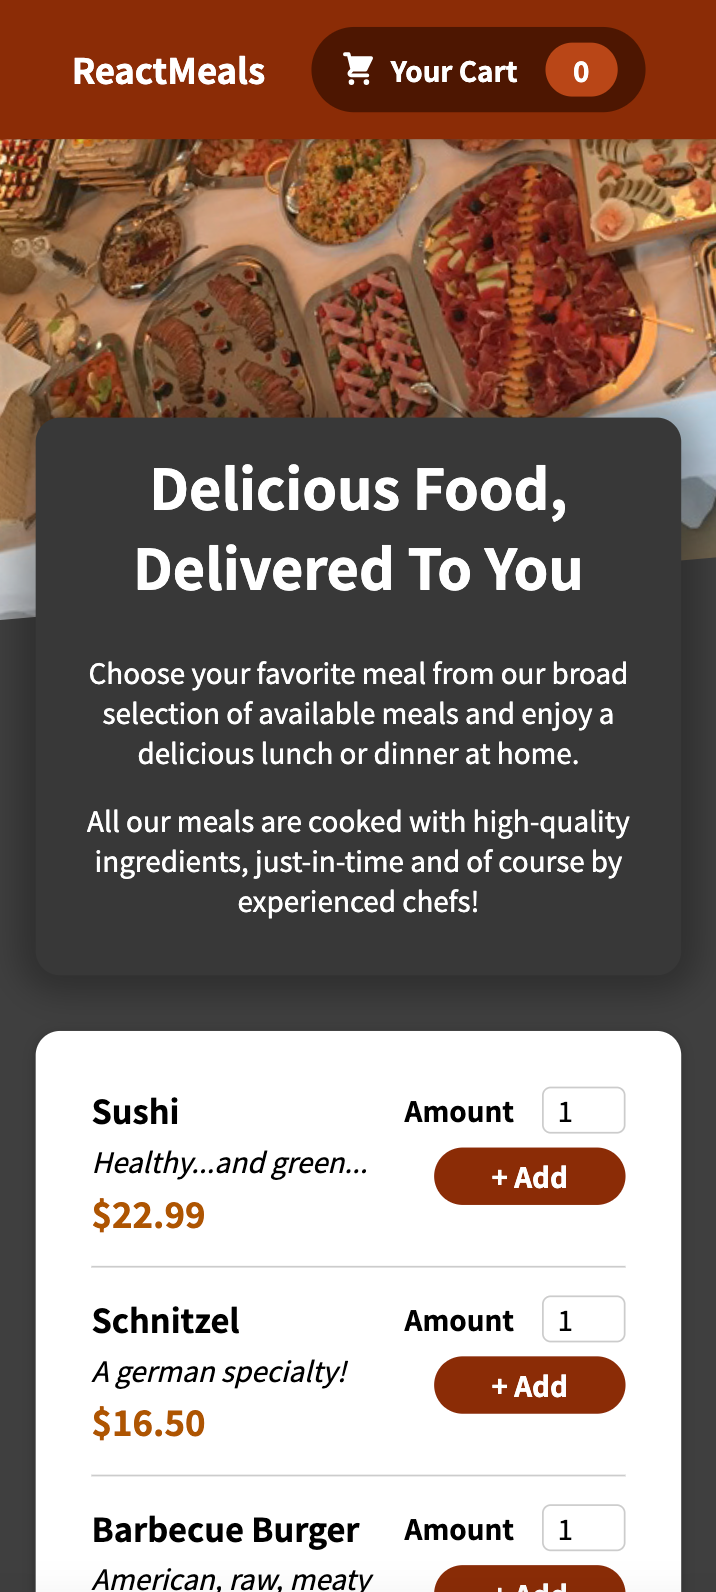 ReactMeals
Your Cart 0
Delicious Food,
Delivered To You
Choose your favorite meal from our broad
selection of available meals and enjoy a
delicious lunch or dinner at home.
All our meals are cooked with high-quality
ingredients, just-in-time and of course by
experienced chefs!
Sushi
Healthy...and green...
$22.99
Amount 1
+ Add
Schnitzel
A german specialty!
$16.50
Amount 1
+ Add
Barbecue Burger
American, raw, meaty
Amount 1
+ Add